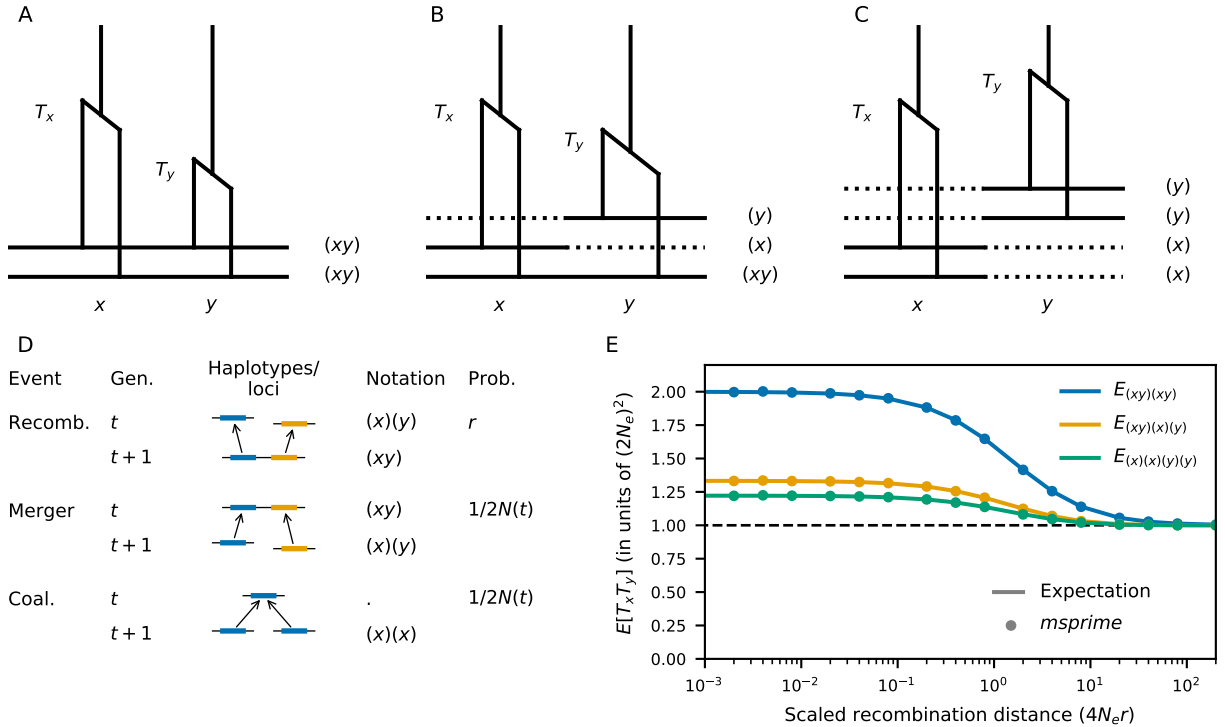 A
B
C
T_x
T_y
(xy)
(xy)
x
y
T_x
T_y
(y)
(x)
(xy)
x
y
T_x
T_y
(y)
(y)
(x)
(x)
x
y
D
Event Gen. Haplotypes/ loci Notation Prob.
Recomb. t (x)(y) r
t + 1 (xy)
Merger t (xy) 1/2N(t)
t + 1 (x)(y)
Coal. t . 1/2N(t)
t + 1 (x)(x)
E
E[T_xT_y] (in units of (2N_e)^2)
2.00
1.75
1.50
1.25
1.00
0.75
0.50
0.25
0.00
E_(xy)(xy)
E_(xy)(x)(y)
E_(x)(x)(y)(y)
Expectation
msprime
10^−3 10^−2 10^−1 10^0 10^1 10^2
Scaled recombination distance (4N_er)